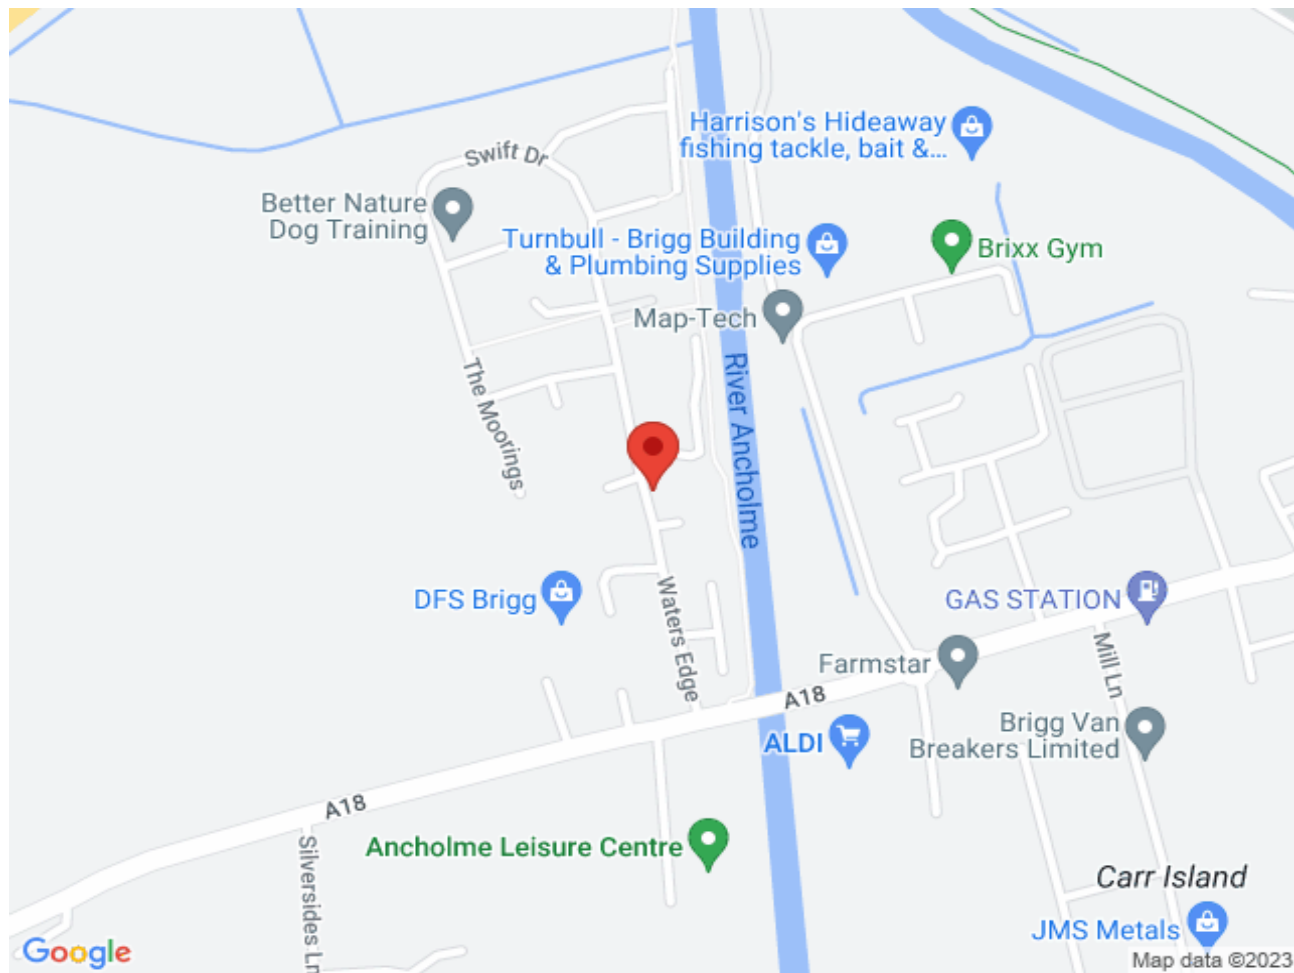 Harrison's Hideaway
fishing tackle, bait &...
Swift Dr
Better Nature
Dog Training
Turnbull - Brigg Building
& Plumbing Supplies
Brixx Gym
Map-Tech
The Moorings
River Ancholme
DFS Brigg
Waters Edge
GAS STATION
Farmstar
Mill Ln
A18
Brigg Van
Breakers Limited
ALDI
A18
Silversides Ln
Ancholme Leisure Centre
Carr Island
JMS Metals
Google
Map data ©2023